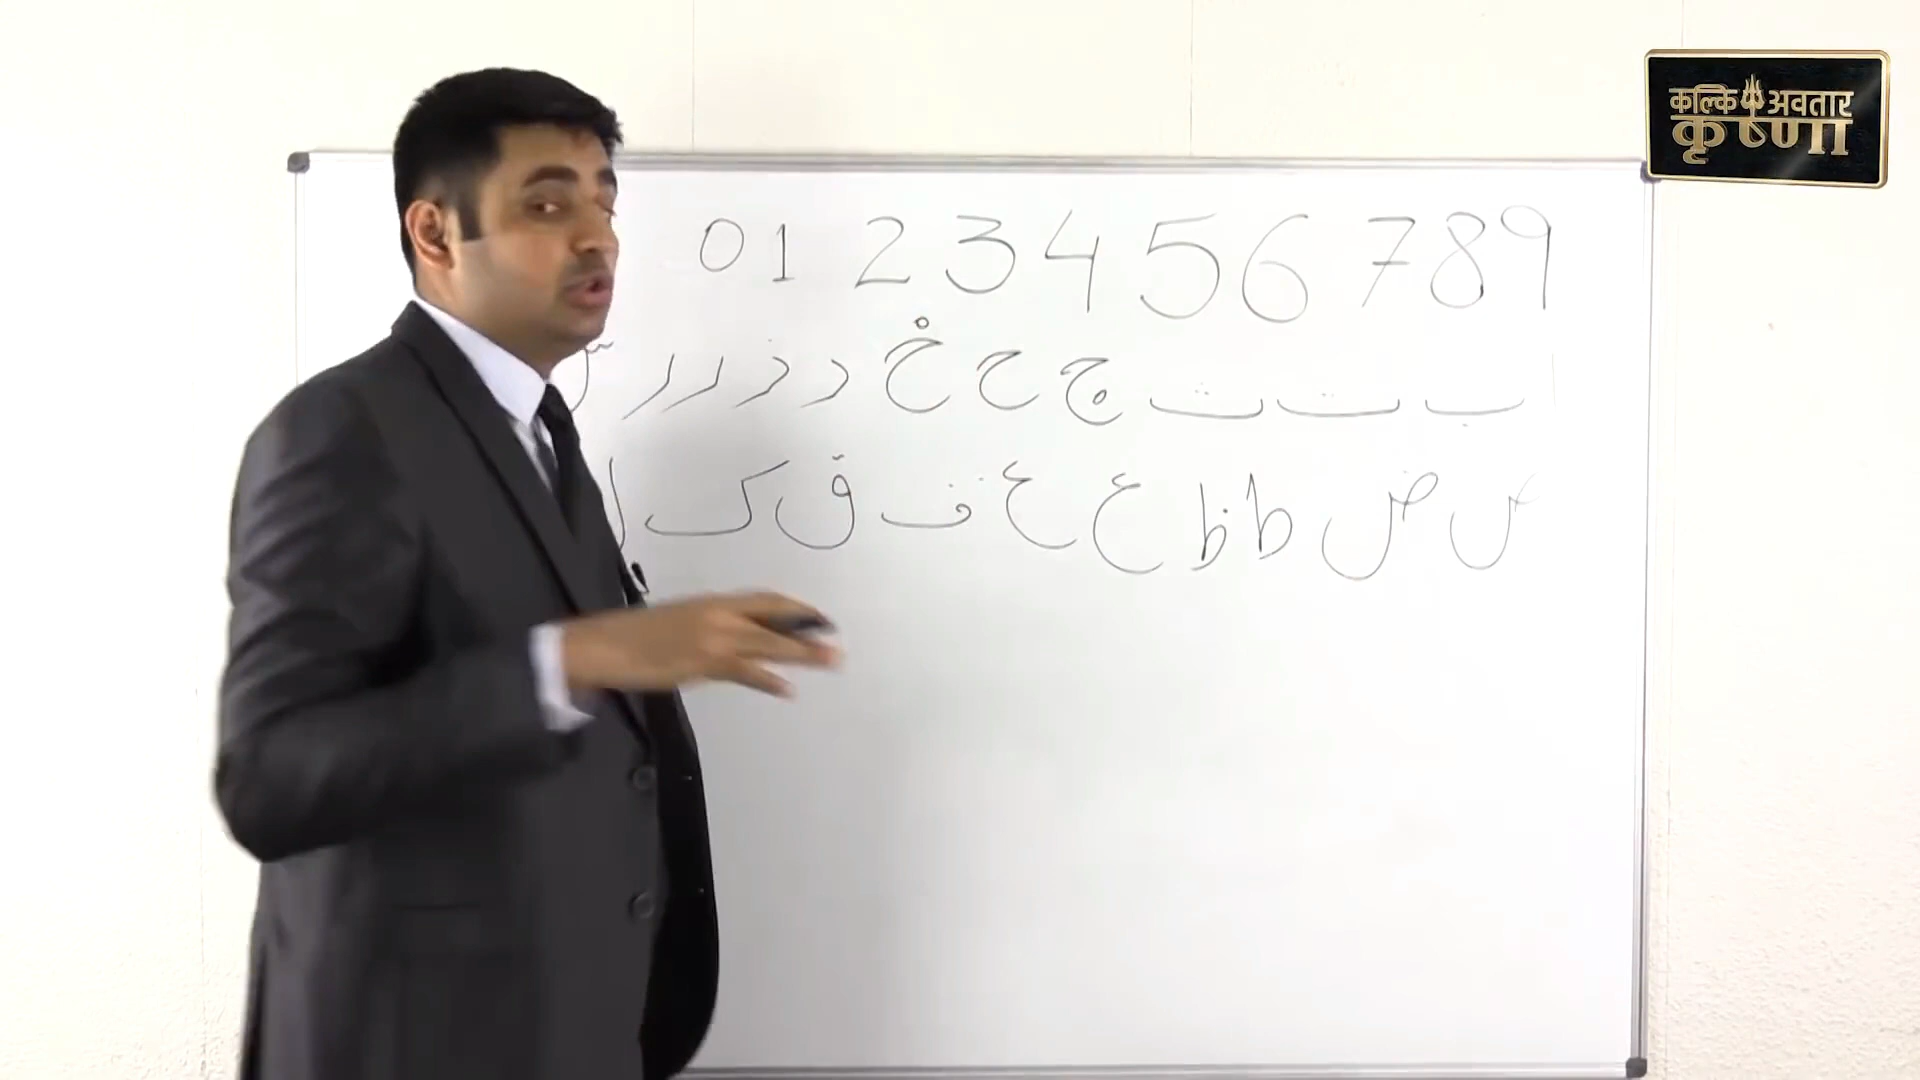 कल्कि अवतार
कृष्णा
0 1 2 3 4 5 6 7 8 9
ا ب ت ث ج ح خ د ذ ر ر
ص ط ظ ع غ ف ق ک ل